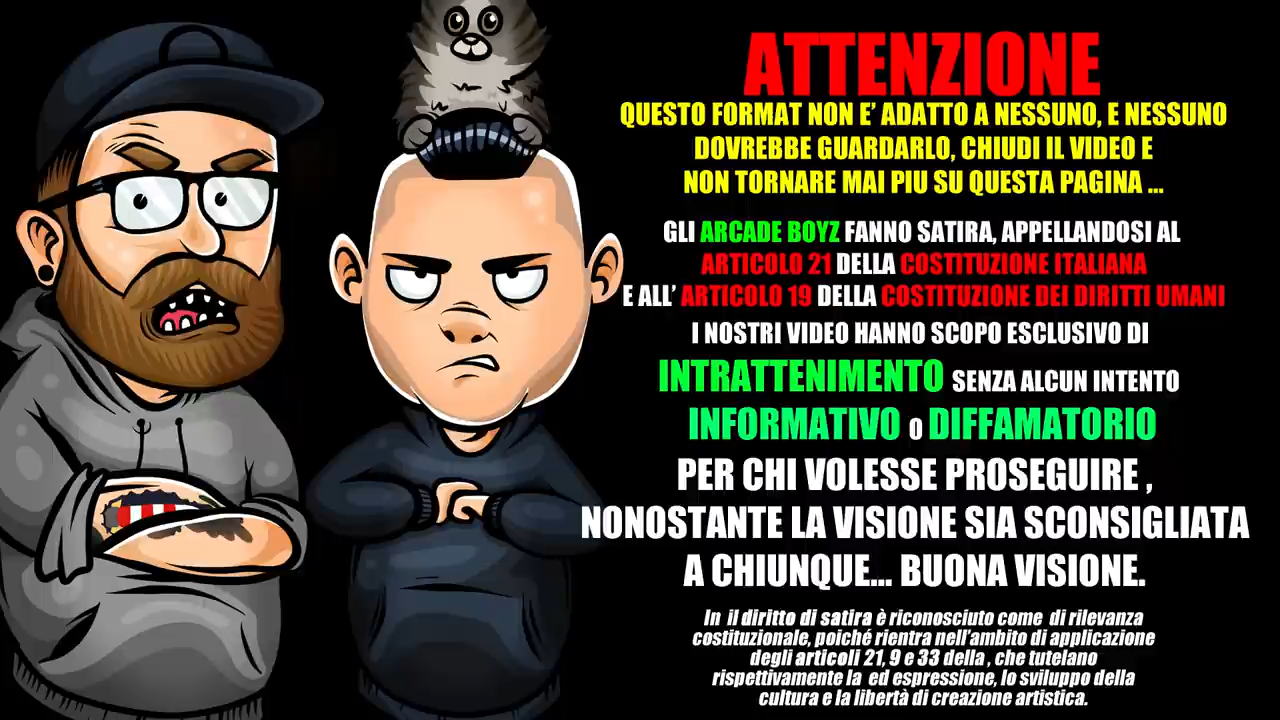 ATTENZIONE
QUESTO FORMAT NON E' ADATTO A NESSUNO, E NESSUNO
DOVREBBE GUARDARLO, CHIUDI IL VIDEO E
NON TORNARE MAI PIU SU QUESTA PAGINA ...
GLI ARCADE BOYZ FANNO SATIRA, APPELLANDOSI AL
ARTICOLO 21 DELLA COSTITUZIONE ITALIANA
E ALL' ARTICOLO 19 DELLA COSTITUZIONE DEI DIRITTI UMANI
I NOSTRI VIDEO HANNO SCOPO ESCLUSIVO DI
INTRATTENIMENTO SENZA ALCUN INTENTO
INFORMATIVO O DIFFAMATORIO
PER CHI VOLESSE PROSEGUIRE ,
NONOSTANTE LA VISIONE SIA SCONSIGLIATA
A CHIUNQUE... BUONA VISIONE.
In il diritto di satira è riconosciuto come di rilevanza
costituzionale, poiché rientra nell'ambito di applicazione
degli articoli 21, 9 e 33 della , che tutelano
rispettivamente la ed espressione, lo sviluppo della
cultura e la libertà di creazione artistica.